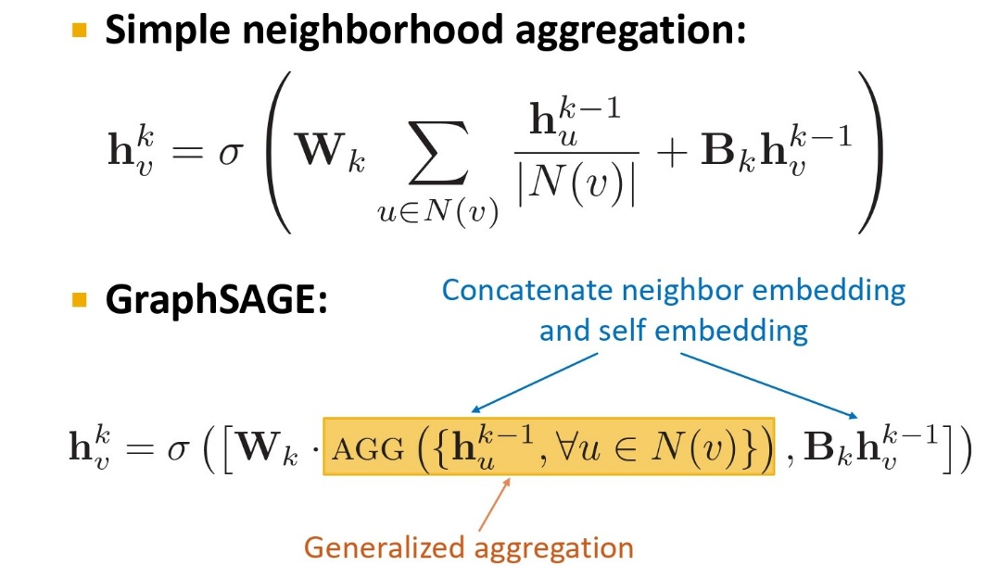 ▪ Simple neighborhood aggregation:
$\mathbf{h}_v^k = \sigma \left( \mathbf{W}_k \sum_{u \in N(v)} \frac{\mathbf{h}_u^{k-1}}{|N(v)|} + \mathbf{B}_k \mathbf{h}_v^{k-1} \right)$
▪ GraphSAGE:
Concatenate neighbor embedding
and self embedding
$\mathbf{h}_v^k = \sigma \left( \left[ \mathbf{W}_k \cdot \text{AGG} \left( \{ \mathbf{h}_u^{k-1}, \forall u \in N(v) \} \right), \mathbf{B}_k \mathbf{h}_v^{k-1} \right] \right)$
Generalized aggregation